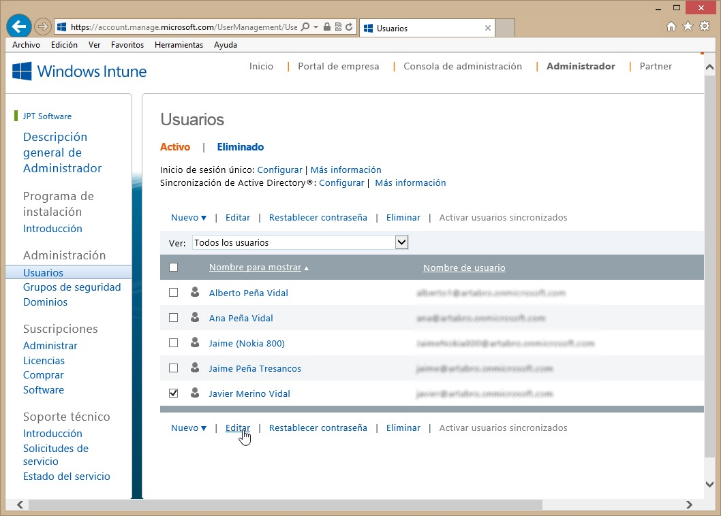 https://account.manage.microsoft.com/UserManagement/Use
Usuarios
Archivo Edición Ver Favoritos Herramientas Ayuda
Windows Intune
Inicio | Portal de empresa | Consola de administración | Administrador | Partner
JPT Software
Descripción
general de
Administrador
Programa de
instalación
Introducción
Administración
Usuarios
Grupos de seguridad
Dominios
Suscripciones
Administrar
Licencias
Comprar
Software
Soporte técnico
Introducción
Solicitudes de
servicio
Estado del servicio
Usuarios
Activo | Eliminado
Inicio de sesión único: Configurar | Más información
Sincronización de Active Directory®: Configurar | Más información
Nuevo | Editar | Restablecer contraseña | Eliminar | Activar usuarios sincronizados
Ver: Todos los usuarios
Nombre para mostrar Nombre de usuario
Alberto Peña Vidal
Ana Peña Vidal
Jaime (Nokia 800)
Jaime Peña Tresancos
Javier Merino Vidal
Nuevo | Editar | Restablecer contraseña | Eliminar | Activar usuarios sincronizados